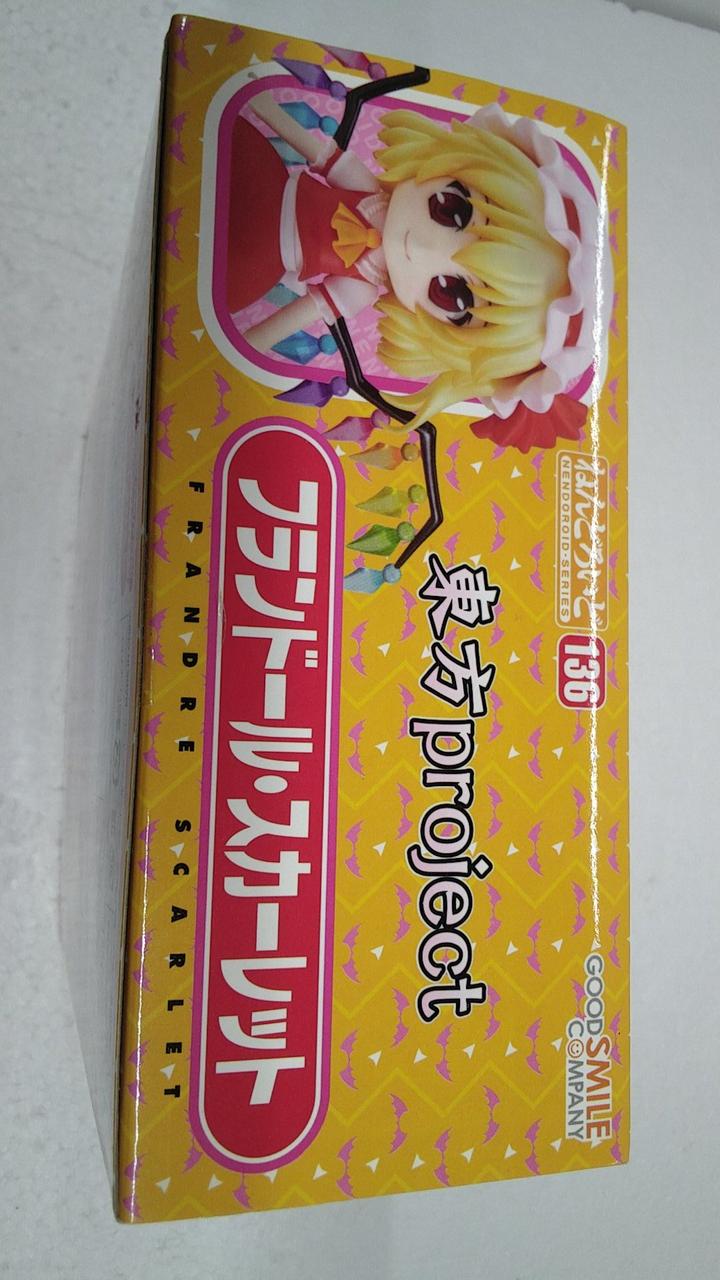 ねんどろいど
NENDOROID·SERIES
136
GOOD SMILE
COMPANY
東方project
フランドール・スカーレット
FRANDRE SCARLET